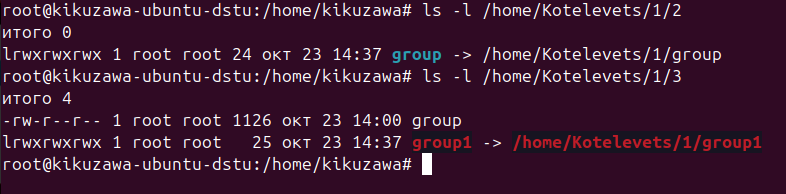 root@kikuzawa-ubuntu-dstu:/home/kikuzawa# ls -l /home/Kotelevets/1/2
итого 0
lrwxrwxrwx 1 root root 24 окт 23 14:37 group -> /home/Kotelevets/1/group
root@kikuzawa-ubuntu-dstu:/home/kikuzawa# ls -l /home/Kotelevets/1/3
итого 4
-rw-r--r-- 1 root root 1126 окт 23 14:00 group
lrwxrwxrwx 1 root root   25 окт 23 14:37 group1 -> /home/Kotelevets/1/group1
root@kikuzawa-ubuntu-dstu:/home/kikuzawa#